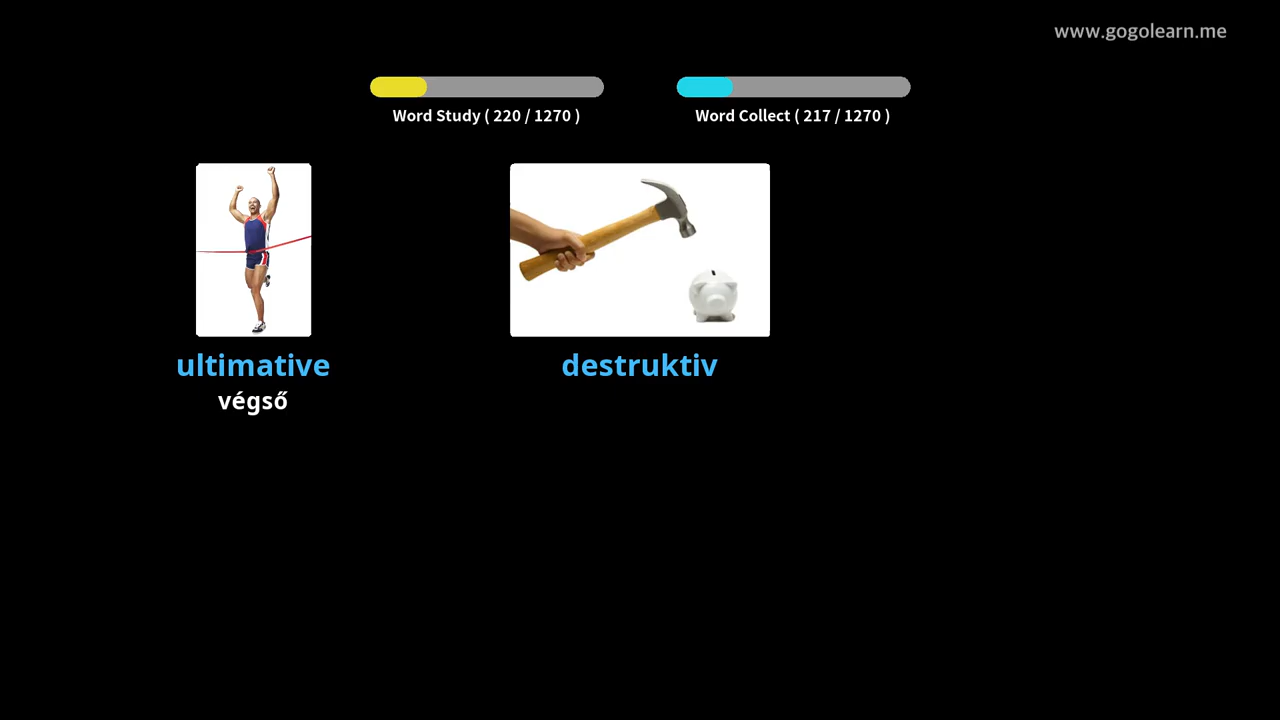 www.gogolearn.me
Word Study ( 220 / 1270 )
Word Collect ( 217 / 1270 )
ultimative
végső
destruktiv